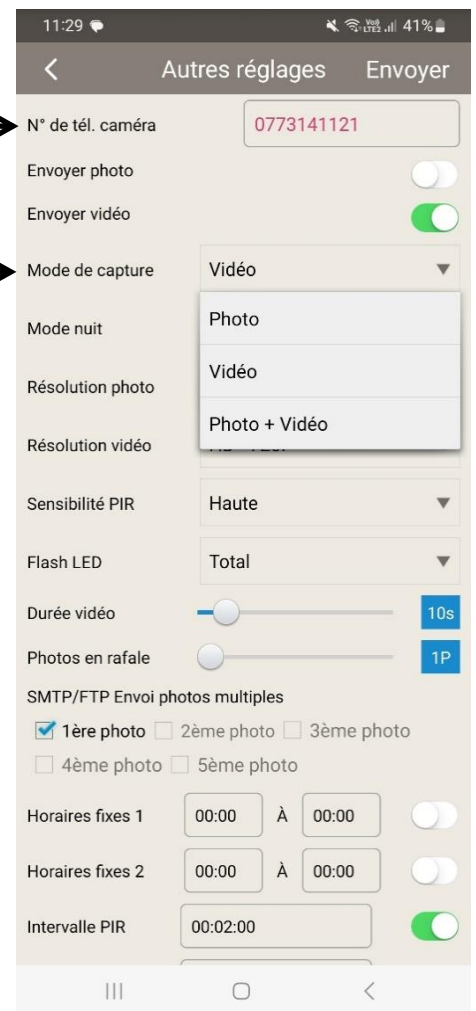 11:29 Vo)) LTE2 41%
Autres réglages Envoyer
N° de tél. caméra 0773141121
Envoyer photo
Envoyer vidéo
Mode de capture Vidéo
Photo
Mode nuit
Vidéo
Résolution photo
Photo + Vidéo
Résolution vidéo
Sensibilité PIR Haute
Flash LED Total
Durée vidéo 10s
Photos en rafale 1P
SMTP/FTP Envoi photos multiples
1ère photo 2ème photo 3ème photo
4ème photo 5ème photo
Horaires fixes 1 00:00 À 00:00
Horaires fixes 2 00:00 À 00:00
Intervalle PIR 00:02:00